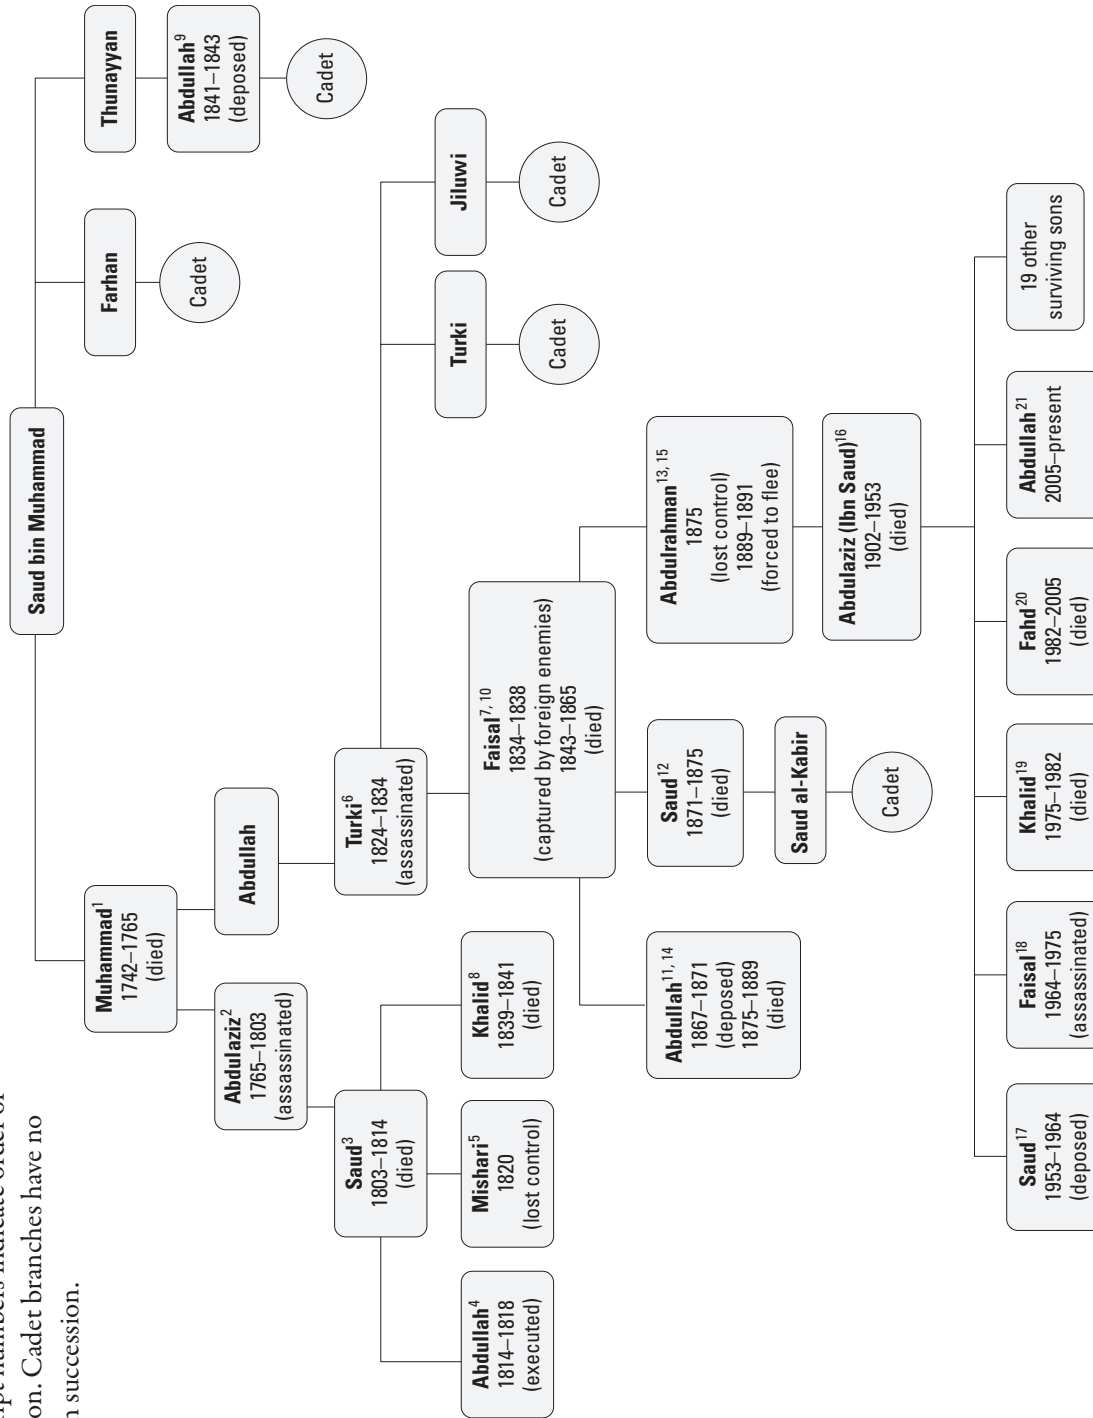 pt numbers indicate order of
on. Cadet branches have no
n succession.
Saud bin Muhammad
Muhammad1
1742–1765
(died)
Farhan
Cadet
Thunayyan
Abdullah9
1841–1843
(deposed)
Cadet
Abdulaziz2
1765–1803
(assassinated)
Abdullah
Saud3
1803–1814
(died)
Turki6
1824–1834
(assassinated)
Abdullah4
1814–1818
(executed)
Mishari5
1820
(lost control)
Khalid8
1839–1841
(died)
Faisal7, 10
1834–1838
(captured by foreign enemies)
1843–1865
(died)
Turki
Cadet
Jiluwi
Cadet
Abdullah11, 14
1867–1871
(deposed)
1875–1889
(died)
Saud12
1871–1875
(died)
Saud al-Kabir
Cadet
Abdulrahman13, 15
1875
(lost control)
1889–1891
(forced to flee)
Abdulaziz (Ibn Saud)16
1902–1953
(died)
Saud17
1953–1964
(deposed)
Faisal18
1964–1975
(assassinated)
Khalid19
1975–1982
(died)
Fahd20
1982–2005
(died)
Abdullah21
2005–present
19 other
surviving sons